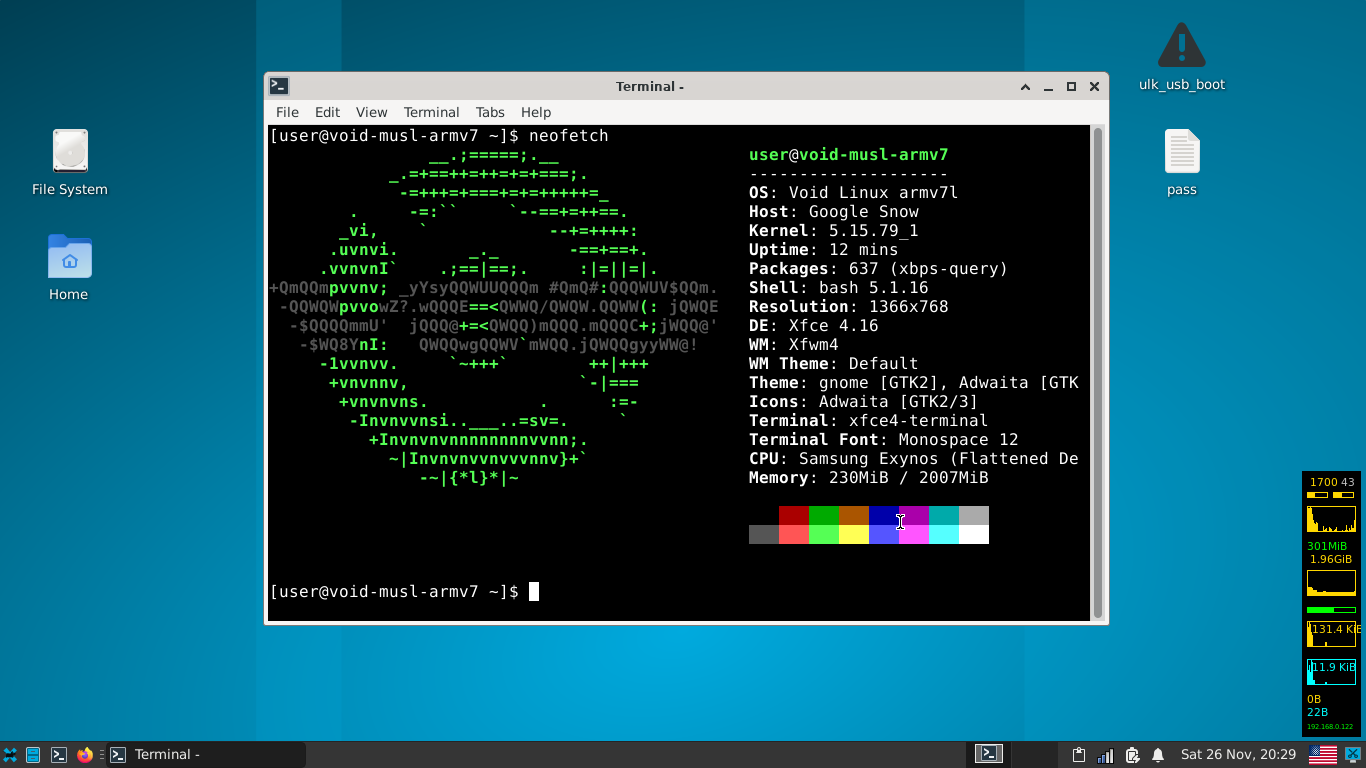 ulk_usb_boot
File System
pass
Home
Terminal -
File Edit View Terminal Tabs Help
[user@void-musl-armv7 ~]$ neofetch
__.;=====;.__
_.=+==++=++=+=+===;.
-=+++=+===+=+=+++++=_
. -=:`` `--==+=++==.
_vi, ` --+=+++++:
.uvnvi. _._ -==+==+.
.vvnvnI` .;==|==;. :|=||=|.
+QmQQmpvvnv; _yYsyQQWUUQQQm #QmQ#:QQQWUV$QQm.
-QQWQWpvvowZ?.wQQQE==<QWWQ/QWQW.QQWW(: jQWQE
-$QQQQmmU' jQQQ@+=<QWQQ)mQQQ.mQQQC+;jWQQ@'
-$WQ8YnI: QWQQwgQQWV`mWQQ.jQWQQgyyWW@!
-1vvnvv. `~+++` ++|+++
+vnvnnv, `-|===
+vnvnvns. . :=-
-Invnvvnsi..___..=sv=. `
+Invnvnvnnnnnnnnvvnn;.
~|Invnvnvvnvvvnnv}+`
-~|{*l}*|~
user@void-musl-armv7
--------------------
OS: Void Linux armv7l
Host: Google Snow
Kernel: 5.15.79_1
Uptime: 12 mins
Packages: 637 (xbps-query)
Shell: bash 5.1.16
Resolution: 1366x768
DE: Xfce 4.16
WM: Xfwm4
WM Theme: Default
Theme: gnome [GTK2], Adwaita [GTK
Icons: Adwaita [GTK2/3]
Terminal: xfce4-terminal
Terminal Font: Monospace 12
CPU: Samsung Exynos (Flattened De
Memory: 230MiB / 2007MiB
[user@void-musl-armv7 ~]$
1700 43
301MiB
1.96GiB
131.4 KiB
11.9 KiB
0B
22B
192.168.0.122
Terminal -
Sat 26 Nov, 20:29